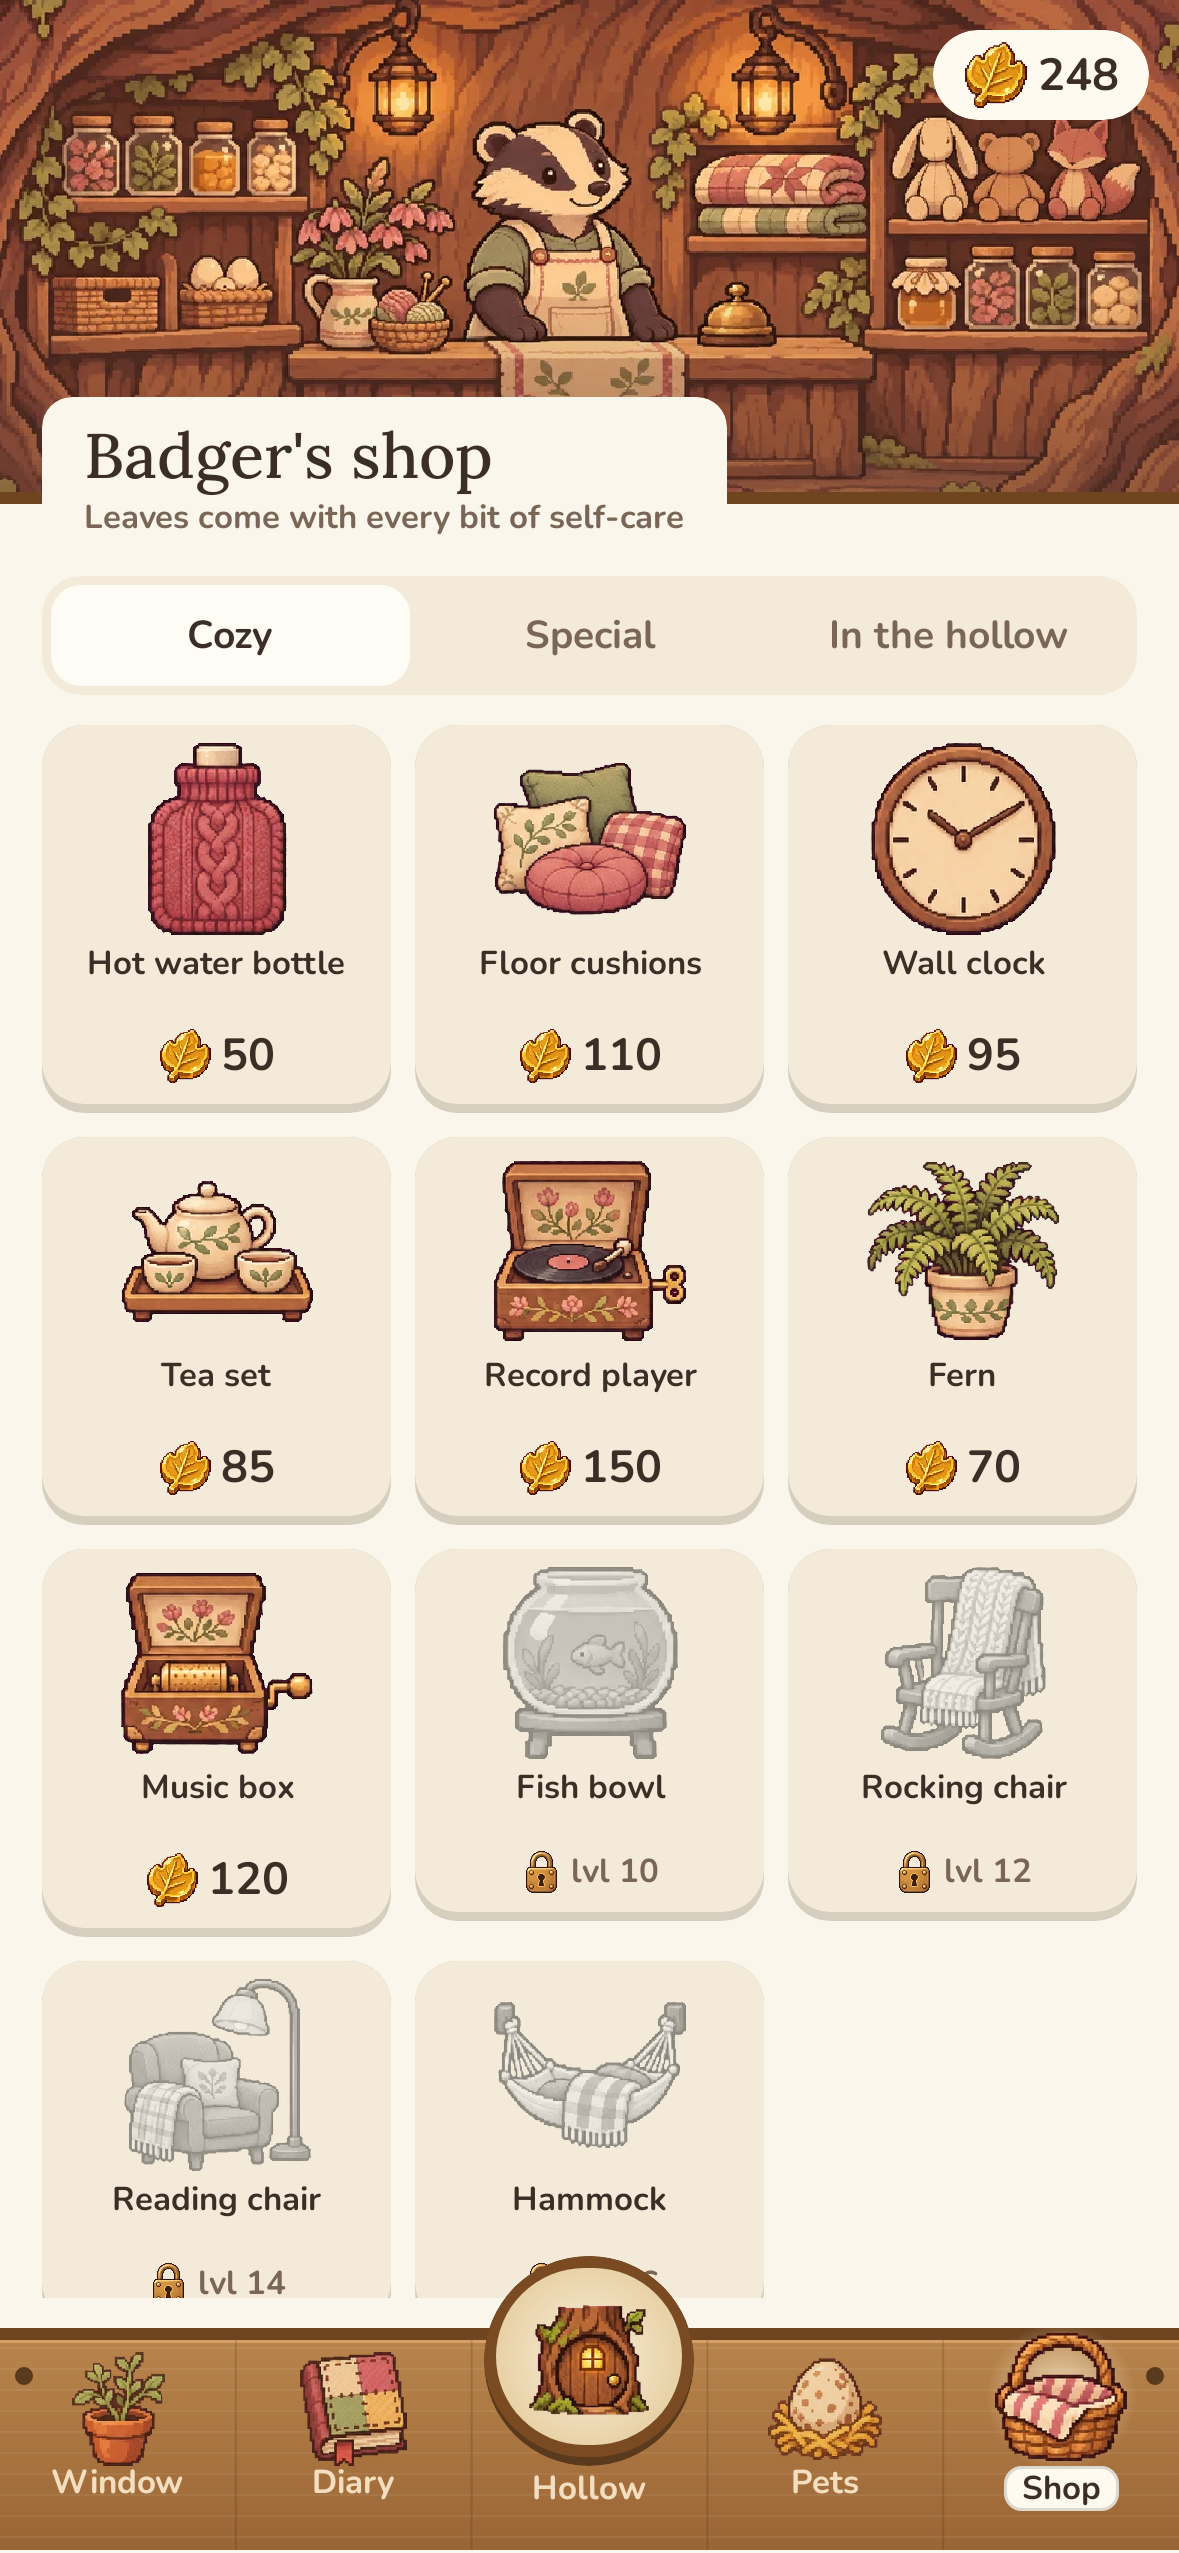 248
Badger's shop
Leaves come with every bit of self-care
Cozy Special In the hollow
Hot water bottle Floor cushions Wall clock
50 110 95
Tea set Record player Fern
85 150 70
Music box Fish bowl Rocking chair
120 lvl 10 lvl 12
Reading chair Hammock
lvl 14
Window Diary Hollow Pets Shop